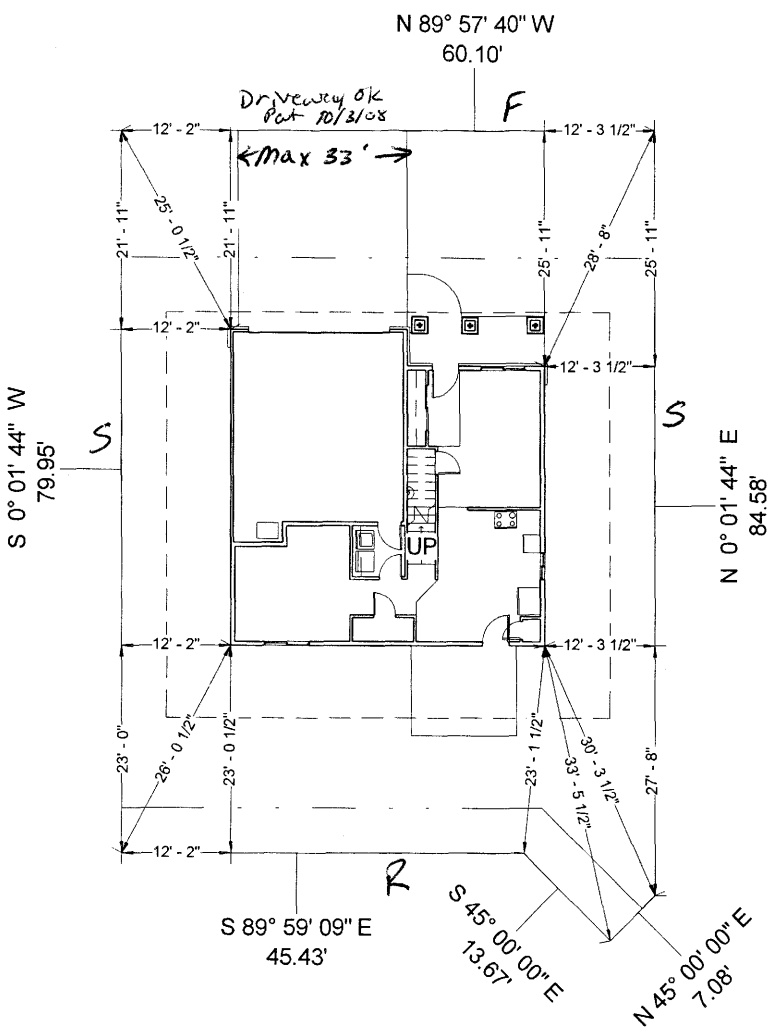 N 89° 57' 40" W
60.10'
Driveway OK
Pat 10/3/08
F
12' - 2"
12' - 3 1/2"
Max 33'
21' - 11"
25' - 0 1/2"
21' - 11"
25' - 11"
28' - 8"
25' - 11"
12' - 2"
12' - 3 1/2"
S 0° 01' 44" W
79.95'
S
S
N 0° 01' 44" E
84.58'
UP
12' - 2"
12' - 3 1/2"
23' - 0"
26' - 0 1/2"
23' - 0 1/2"
23' - 1 1/2"
33' - 5 1/2"
30' - 3 1/2"
27' - 8"
12' - 2"
R
S 89° 59' 09" E
45.43'
S 45° 00' 00" E
13.67'
N 45° 00' 00" E
7.08'